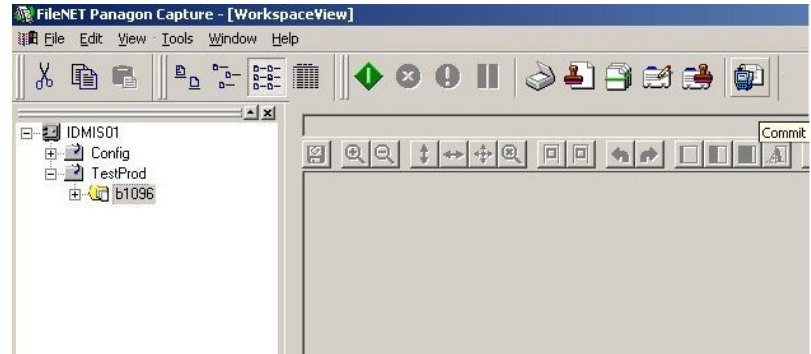 FileNET Panagon Capture - [WorkspaceView]
File Edit View Tools Window Help
Commit
IDMIS01
Config
TestProd
b1096